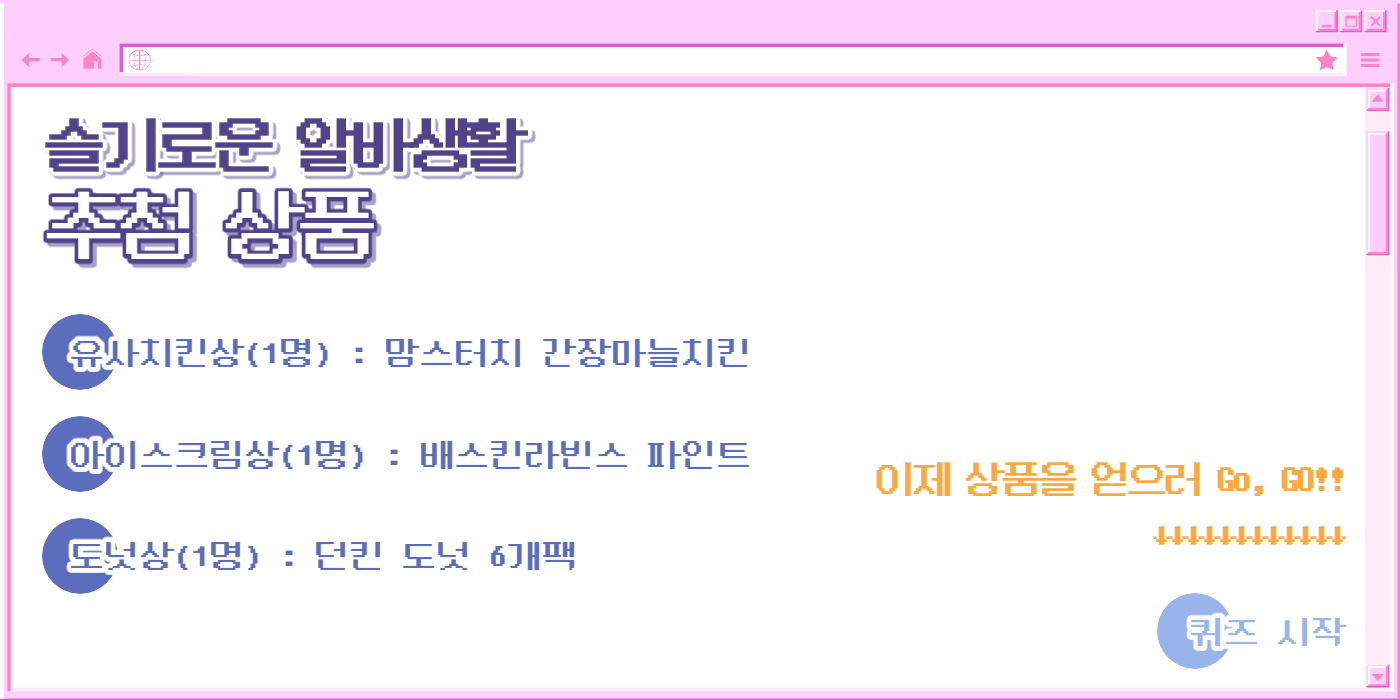 슬기로운 알바생활
추첨 상품
유사치킨상(1명) : 맘스터치 간장마늘치킨
아이스크림상(1명) : 배스킨라빈스 파인트
도넛상(1명) : 던킨 도넛 6개팩
이제 상품을 얻으러 Go, GO!!
↓↓↓↓↓↓↓↓↓↓↓↓
퀴즈 시작